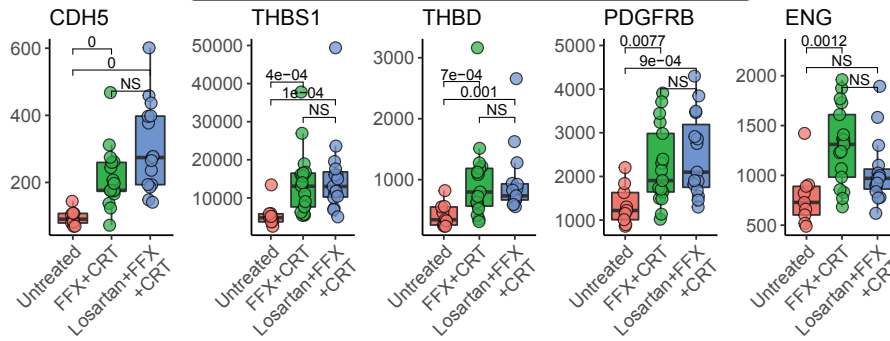 CDH5
0
0
NS
600
400
200
Untreated
FFX+CRT
Losartan+FFX
+CRT
THBS1
4e−04
1e−04
NS
50000
40000
30000
20000
10000
Untreated
FFX+CRT
Losartan+FFX
+CRT
THBD
7e−04
0.001
NS
3000
2000
1000
Untreated
FFX+CRT
Losartan+FFX
+CRT
PDGFRB
0.0077
9e−04
NS
5000
4000
3000
2000
1000
Untreated
FFX+CRT
Losartan+FFX
+CRT
ENG
0.0012
NS
NS
2000
1500
1000
500
Untreated
FFX+CRT
Losartan+FFX
+CRT